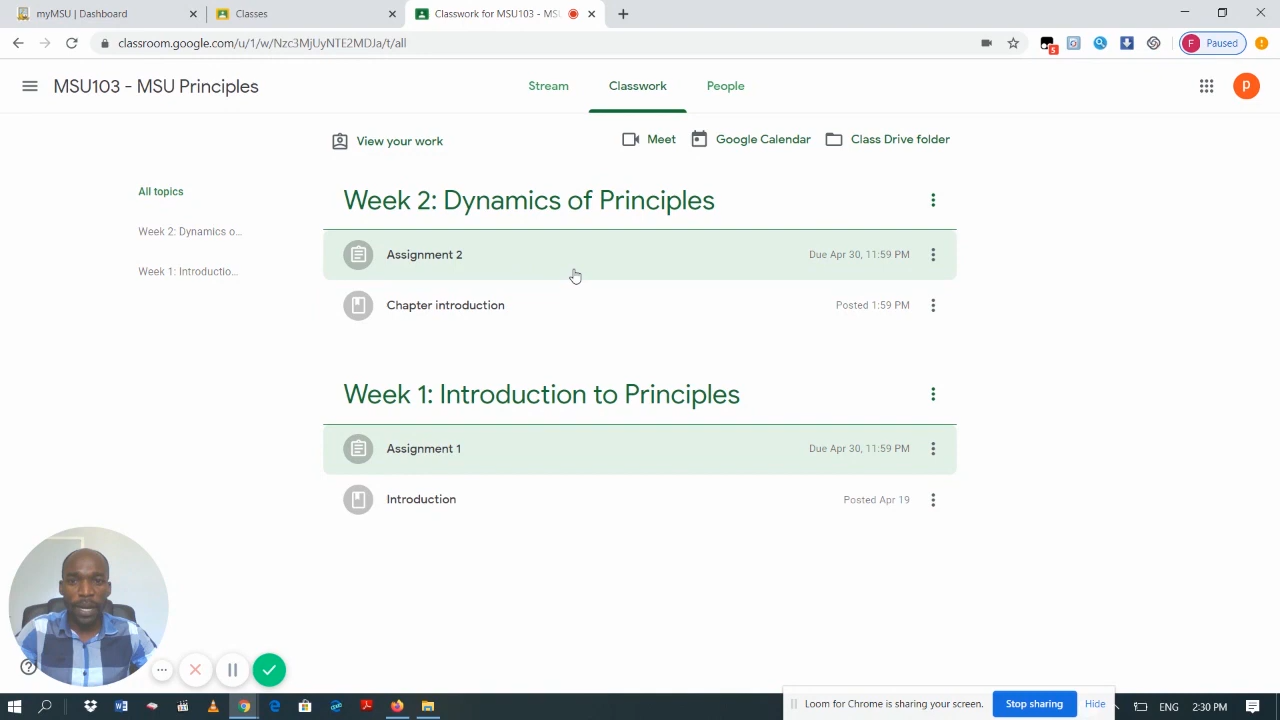 myMSU | Dashboard
Classes
Classwork for MSU103 - MS
classroom.google.com/u/1/w/Nzc3MjUyNTE2MDJa/t/all
5
F Paused
MSU103 - MSU Principles
Stream
Classwork
People
p
View your work
Meet
Google Calendar
Class Drive folder
All topics
Week 2: Dynamics o...
Week 1: Introductio...
Week 2: Dynamics of Principles
Assignment 2
Due Apr 30, 11:59 PM
Chapter introduction
Posted 1:59 PM
Week 1: Introduction to Principles
Assignment 1
Due Apr 30, 11:59 PM
Introduction
Posted Apr 19
Loom for Chrome is sharing your screen.
Stop sharing
Hide
ENG
2:30 PM